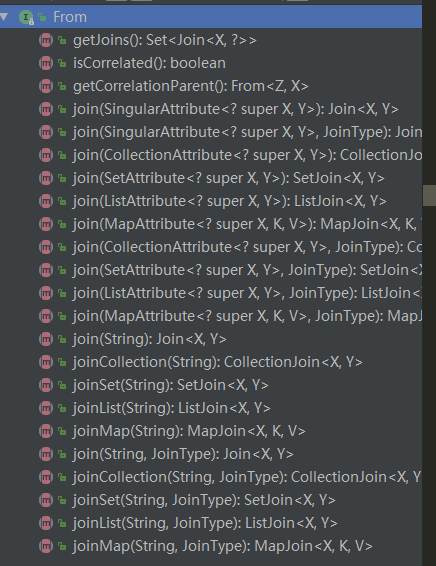 From
getJoins(): Set<Join<X, ?>>
isCorrelated(): boolean
getCorrelationParent(): From<Z, X>
join(SingularAttribute<? super X, Y>): Join<X, Y>
join(SingularAttribute<? super X, Y>, JoinType): Join
join(CollectionAttribute<? super X, Y>): CollectionJo
join(SetAttribute<? super X, Y>): SetJoin<X, Y>
join(ListAttribute<? super X, Y>): ListJoin<X, Y>
join(MapAttribute<? super X, K, V>): MapJoin<X, K,
join(CollectionAttribute<? super X, Y>, JoinType): Co
join(SetAttribute<? super X, Y>, JoinType): SetJoin<X
join(ListAttribute<? super X, Y>, JoinType): ListJoin<
join(MapAttribute<? super X, K, V>, JoinType): MapJ
join(String): Join<X, Y>
joinCollection(String): CollectionJoin<X, Y>
joinSet(String): SetJoin<X, Y>
joinList(String): ListJoin<X, Y>
joinMap(String): MapJoin<X, K, V>
join(String, JoinType): Join<X, Y>
joinCollection(String, JoinType): CollectionJoin<X, Y
joinSet(String, JoinType): SetJoin<X, Y>
joinList(String, JoinType): ListJoin<X, Y>
joinMap(String, JoinType): MapJoin<X, K, V>